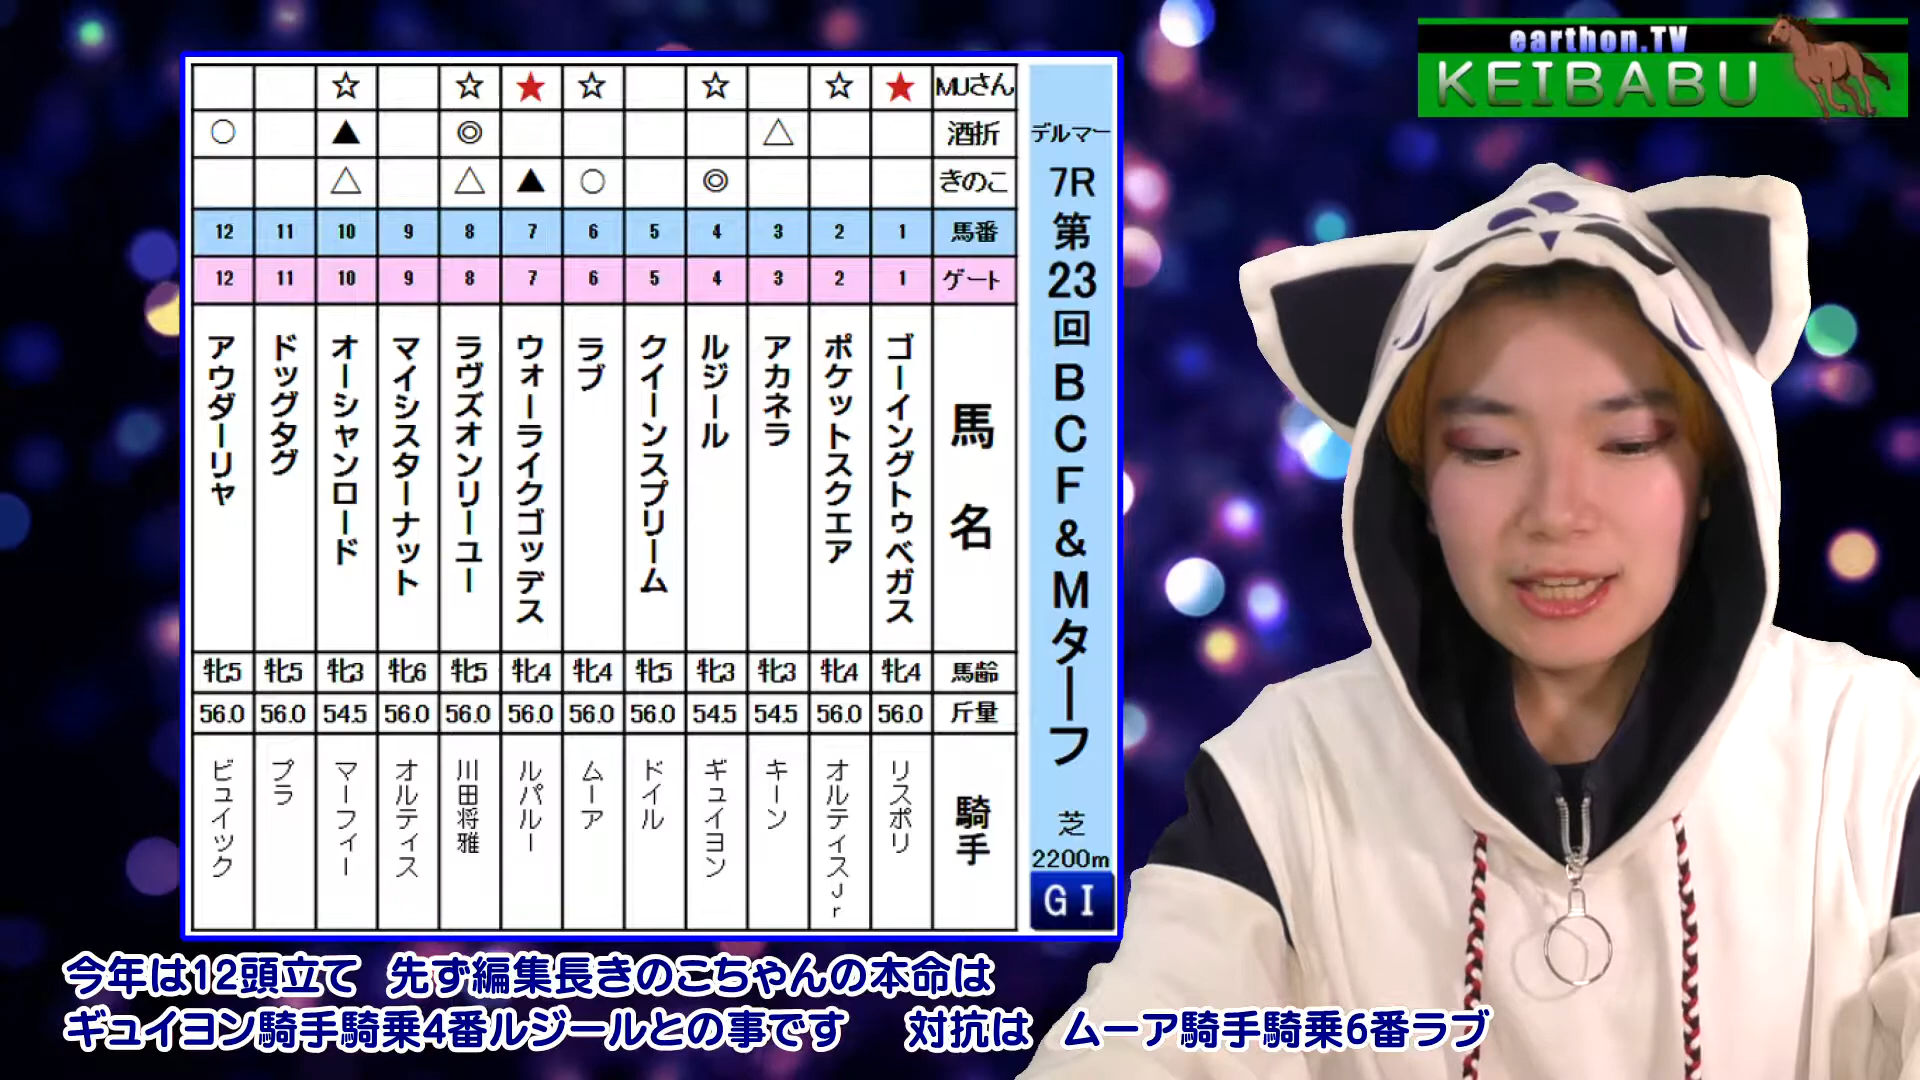 earthon.TV
KEIBABU
デルマー
7R
第23回BCF&Mターフ
芝
2200m
GI
☆ ☆ ★ ☆ ☆ ☆ ★ MUさん
○ ▲ ◎ △ 酒折
△ △ ▲ ○ ◎ きのこ
12 11 10 9 8 7 6 5 4 3 2 1 馬番
12 11 10 9 8 7 6 5 4 3 2 1 ゲート
馬名
ゴーイングトゥベガス
ポケットスクエア
アカネラ
ルジール
クイーンスプリーム
ラブ
ウォーライクゴッデス
ラヴズオンリーユー
マイシスターナット
オーシャンロード
ドッグタグ
アウダーリャ
牝5 牝5 牝3 牝6 牝5 牝4 牝4 牝5 牝3 牝3 牝4 牝4 馬齢
56.0 56.0 54.5 56.0 56.0 56.0 56.0 56.0 54.5 54.5 56.0 56.0 斤量
騎手
リスポリ
オルティスJr
キーン
ギュイヨン
ドイル
ムーア
ルパルー
川田将雅
オルティス
マーフィー
プラ
ビュイック
今年は12頭立て 先ず編集長きのこちゃんの本命は
ギュイヨン騎手騎乗4番ルジールとの事です 対抗は ムーア騎手騎乗6番ラブ